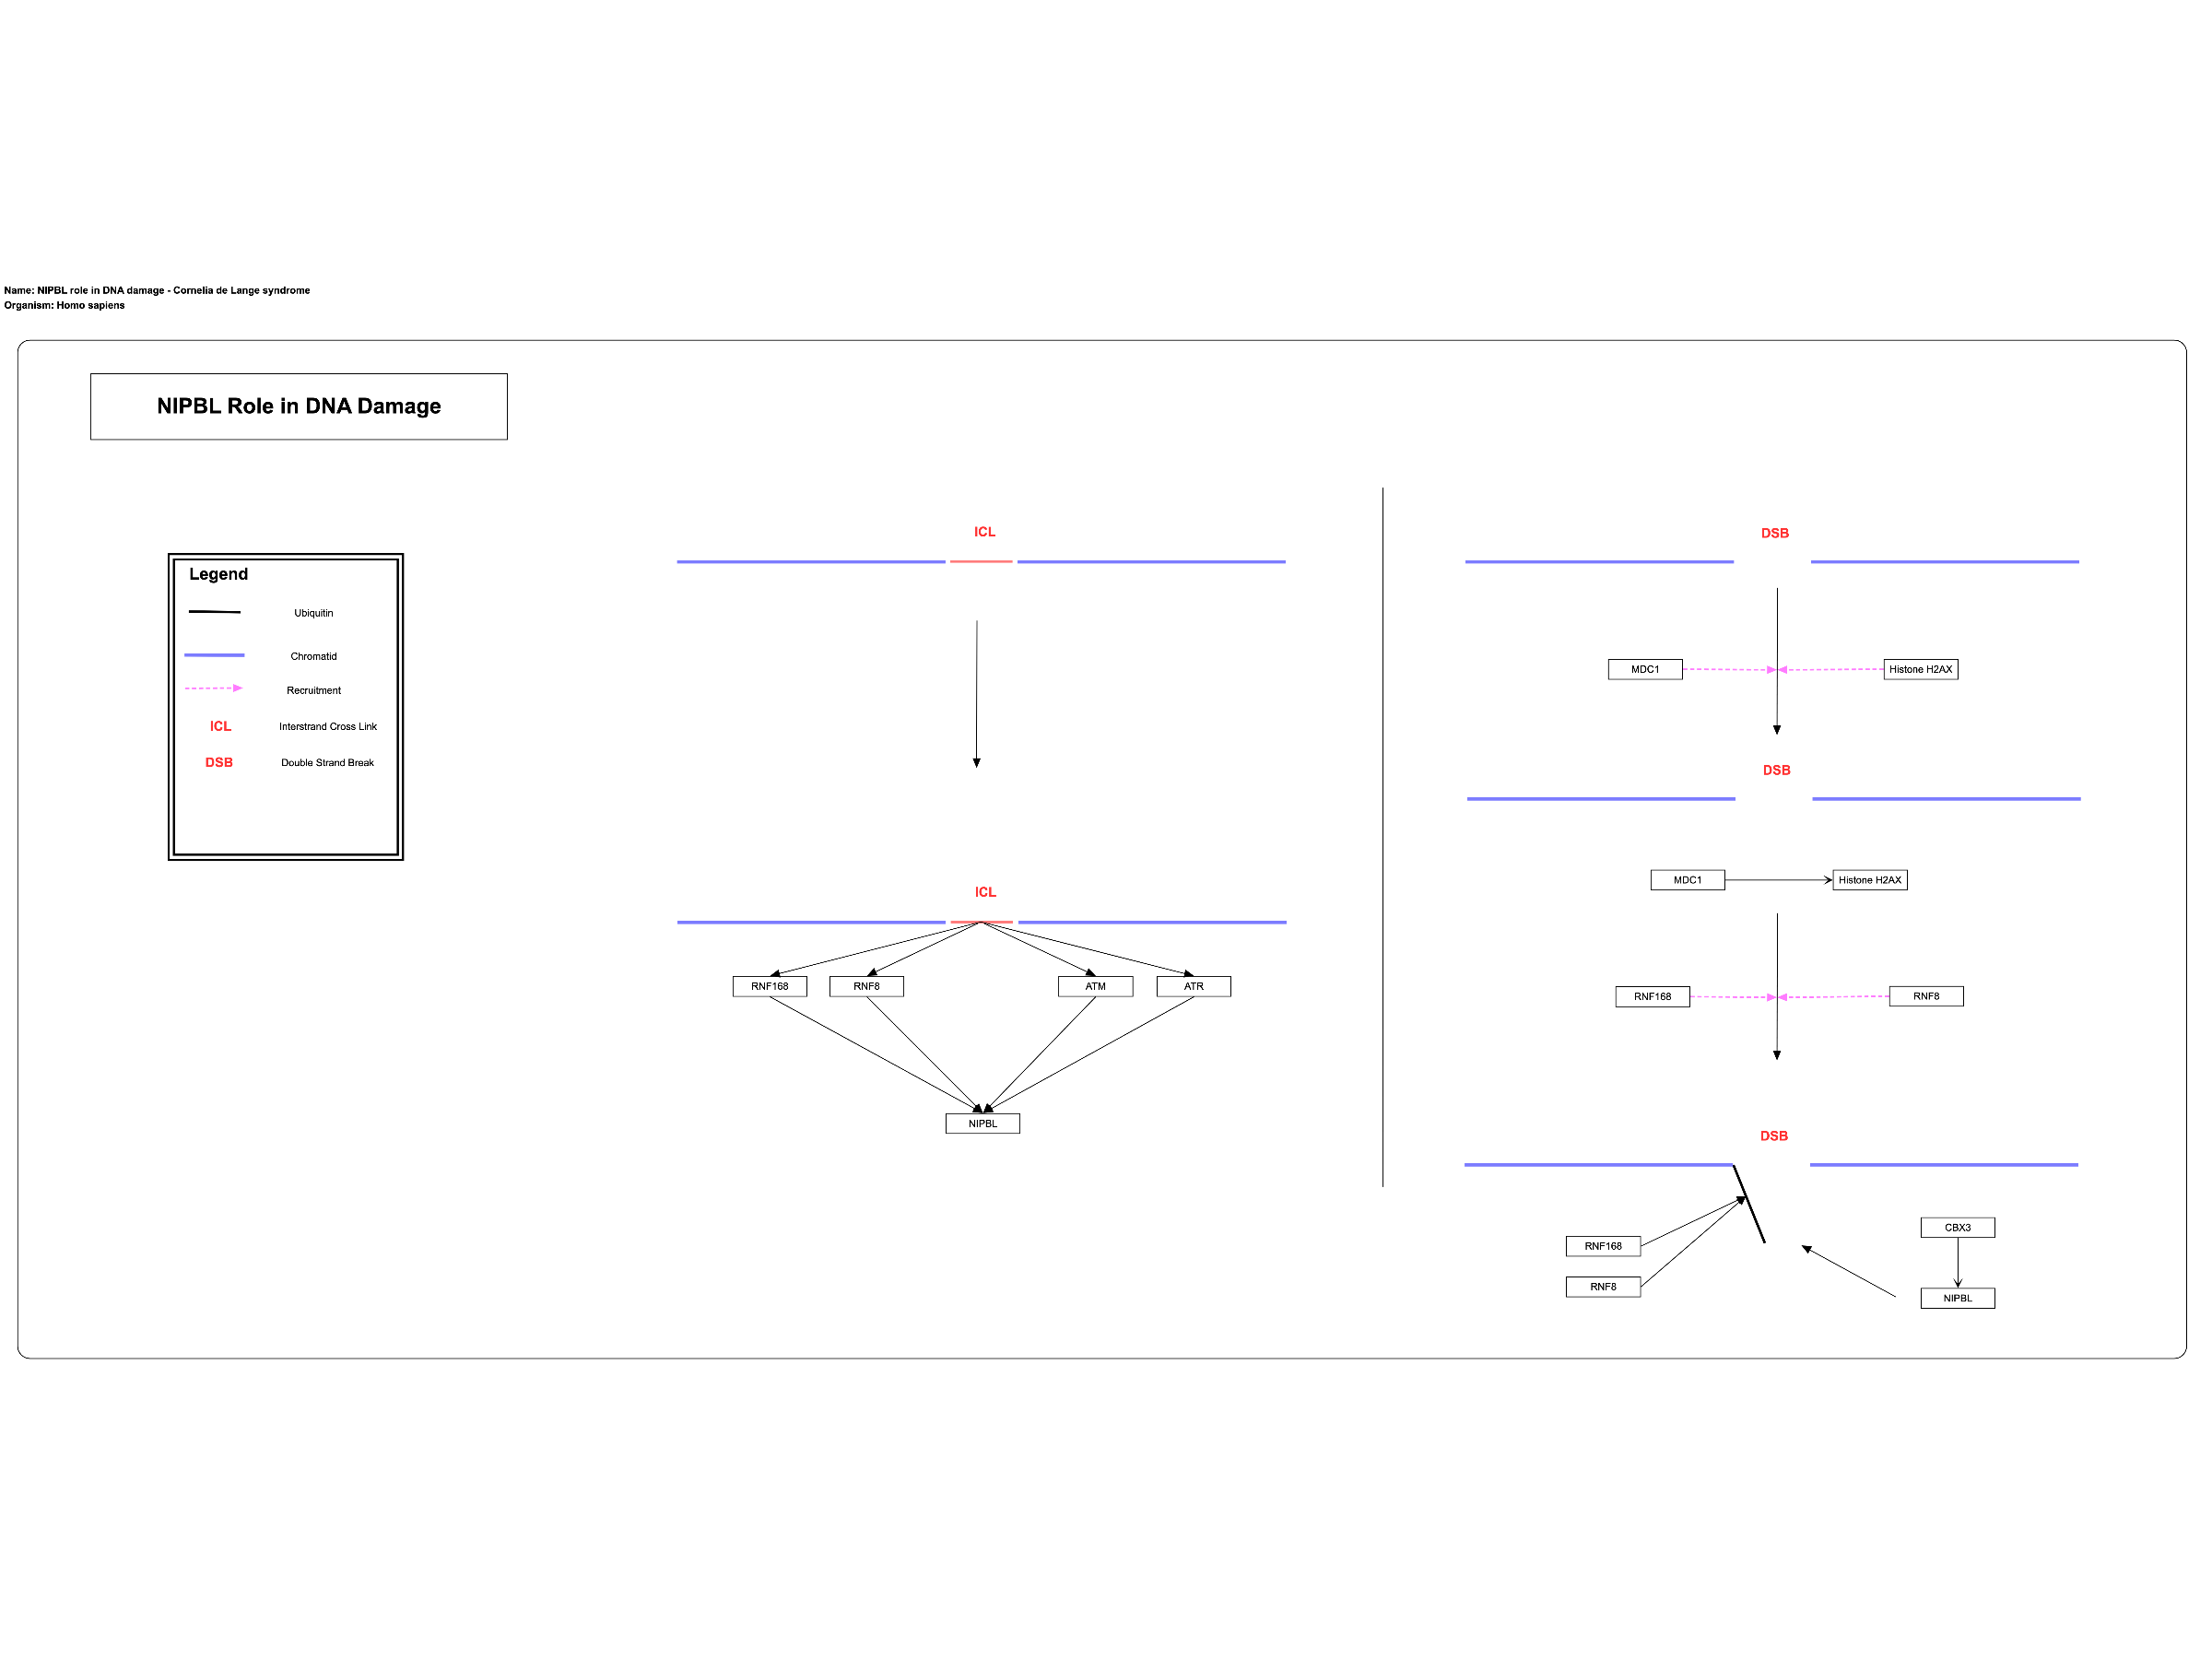 Name: NIPBL role in DNA damage - Cornelia de Lange syndrome
Organism: Homo sapiens
NIPBL Role in DNA Damage
Legend
Ubiquitin
Chromatid
Recruitment
ICL Interstrand Cross Link
DSB Double Strand Break
ICL
ICL
RNF168 RNF8 ATM ATR
NIPBL
DSB
MDC1 Histone H2AX
DSB
MDC1 Histone H2AX
RNF168 RNF8
DSB
CBX3
RNF168
RNF8
NIPBL